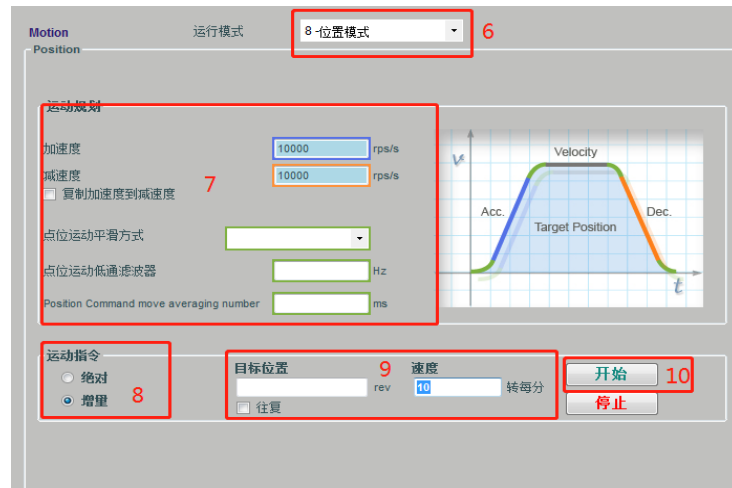 Motion 运行模式 8 -位置模式 6
Position
运动规划
加速度 10000 rps/s
减速度 10000 rps/s
复制加速度到减速度 7
点位运动平滑方式
点位运动低通滤波器 Hz
Position Command move averaging number ms
V Velocity
Acc. Dec.
Target Position
t
运动指令
绝对
增量 8
目标位置 9 速度
rev 10 转每分
往复
开始 10
停止